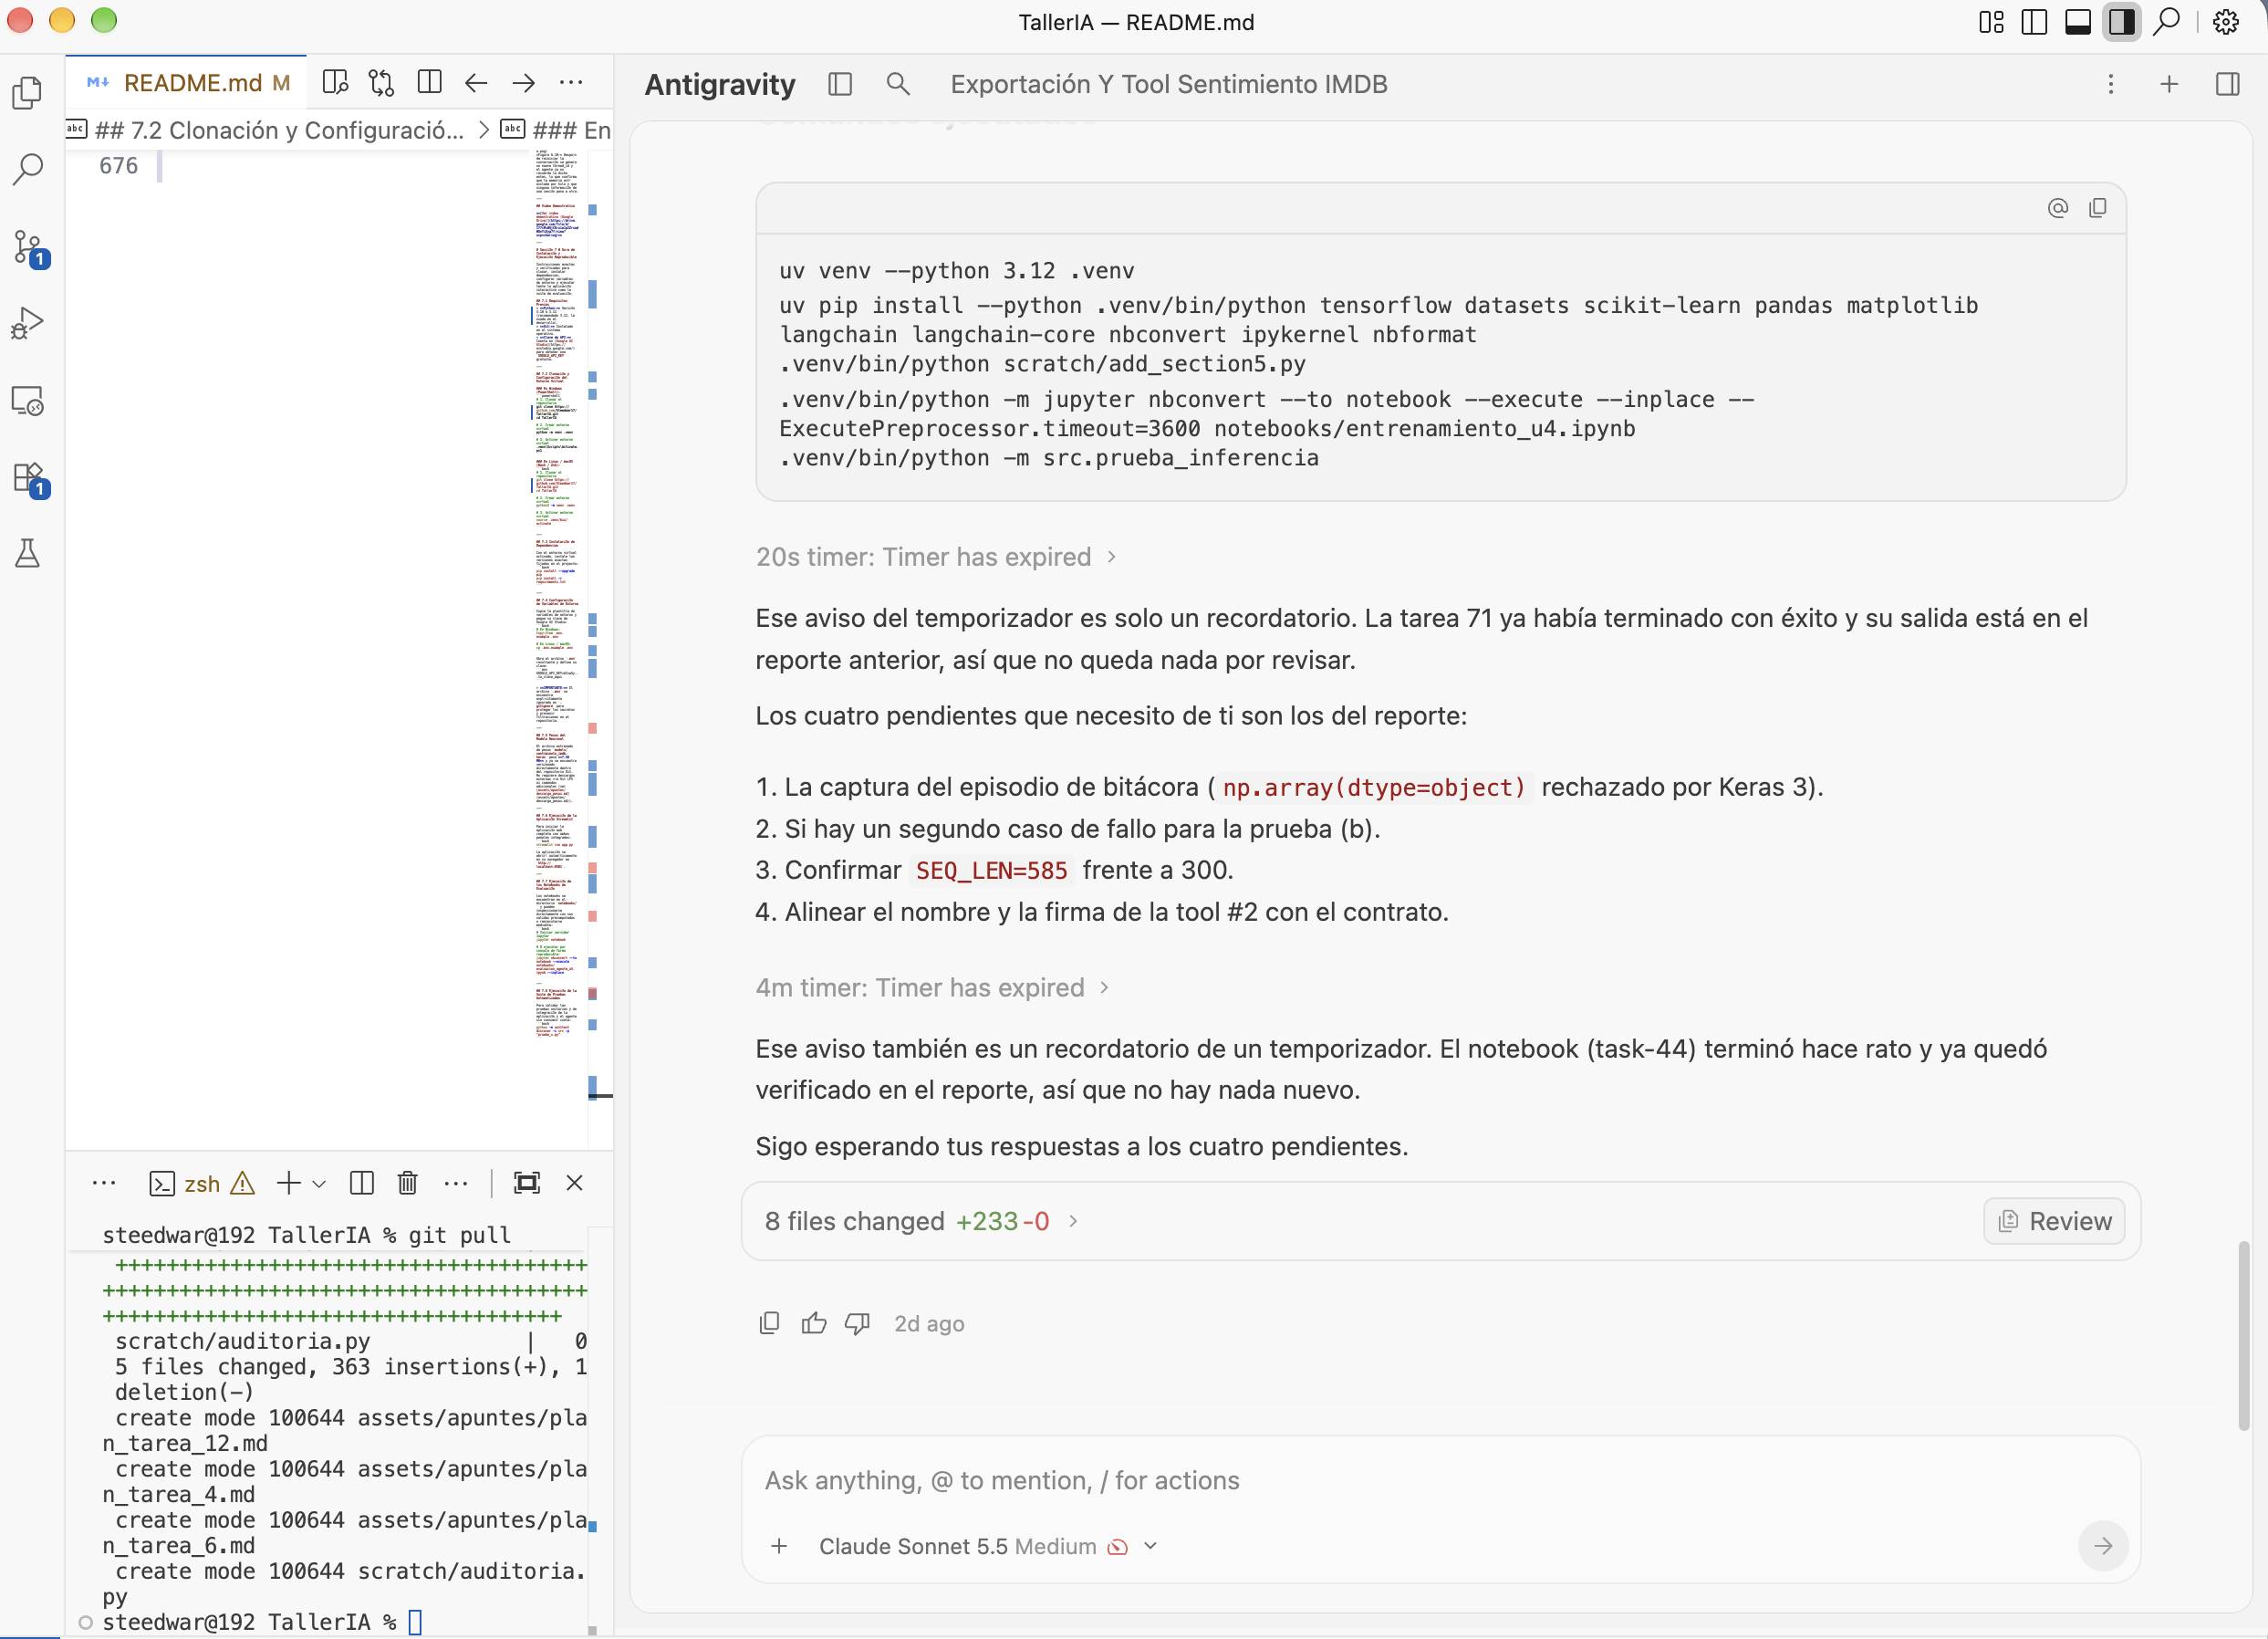 TallerIA — README.md
README.md M
Antigravity
Exportación Y Tool Sentimiento IMDB
## 7.2 Clonación y Configuració... > ### En
676
uv venv --python 3.12 .venv
uv pip install --python .venv/bin/python tensorflow datasets scikit-learn pandas matplotlib
langchain langchain-core nbconvert ipykernel nbformat
.venv/bin/python scratch/add_section5.py
.venv/bin/python -m jupyter nbconvert --to notebook --execute --inplace --
ExecutePreprocessor.timeout=3600 notebooks/entrenamiento_u4.ipynb
.venv/bin/python -m src.prueba_inferencia
20s timer: Timer has expired >
Ese aviso del temporizador es solo un recordatorio. La tarea 71 ya había terminado con éxito y su salida está en el
reporte anterior, así que no queda nada por revisar.
Los cuatro pendientes que necesito de ti son los del reporte:
1. La captura del episodio de bitácora ( np.array(dtype=object) rechazado por Keras 3).
2. Si hay un segundo caso de fallo para la prueba (b).
3. Confirmar SEQ_LEN=585 frente a 300.
4. Alinear el nombre y la firma de la tool #2 con el contrato.
4m timer: Timer has expired >
Ese aviso también es un recordatorio de un temporizador. El notebook (task-44) terminó hace rato y ya quedó
verificado en el reporte, así que no hay nada nuevo.
Sigo esperando tus respuestas a los cuatro pendientes.
8 files changed +233 -0 >
Review
2d ago
Ask anything, @ to mention, / for actions
Claude Sonnet 5.5 Medium
zsh
steedwar@192 TallerIA % git pull
++++++++++++++++++++++++++++++++++++
+++++++++++++++++++++++++++++++++++++
+++++++++++++++++++++++++++++++++++
scratch/auditoria.py | 0
5 files changed, 363 insertions(+), 1
deletion(-)
create mode 100644 assets/apuntes/pla
n_tarea_12.md
create mode 100644 assets/apuntes/pla
n_tarea_4.md
create mode 100644 assets/apuntes/pla
n_tarea_6.md
create mode 100644 scratch/auditoria.
py
steedwar@192 TallerIA %
1
1